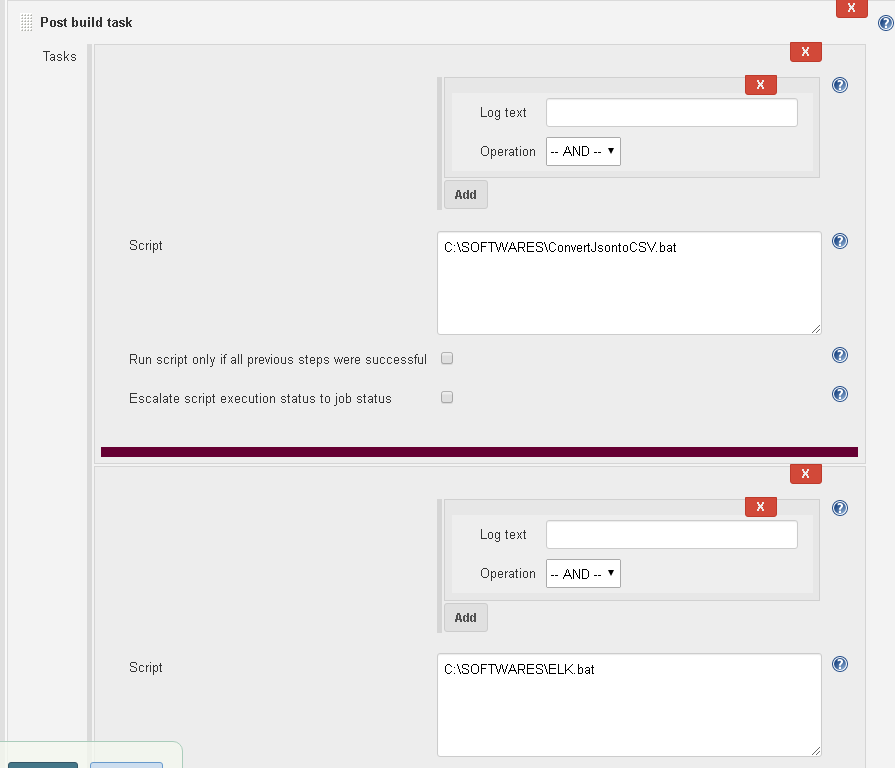 Post build task
X
?
Tasks
X
X
?
Log text
Operation
-- AND --
Add
Script
C:\SOFTWARES\ConvertJsontoCSV.bat
?
Run script only if all previous steps were successful
?
Escalate script execution status to job status
?
X
X
?
Log text
Operation
-- AND --
Add
Script
C:\SOFTWARES\ELK.bat
?